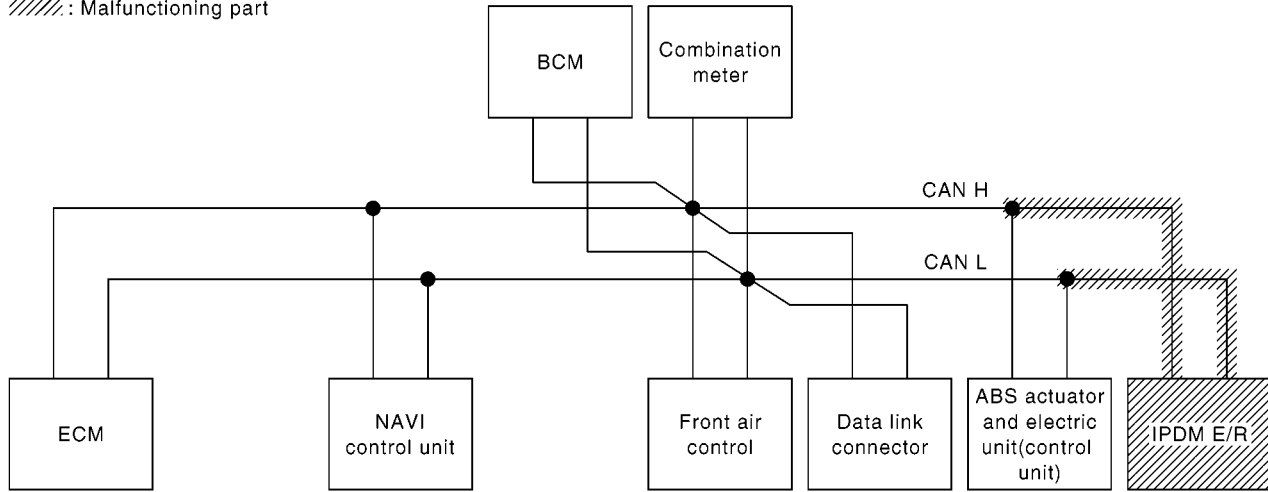 : Malfunctioning part
BCM
Combination
meter
CAN H
CAN L
ECM
NAVI
control unit
Front air
control
Data link
connector
ABS actuator
and electric
unit(control
unit)
IPDM E/R